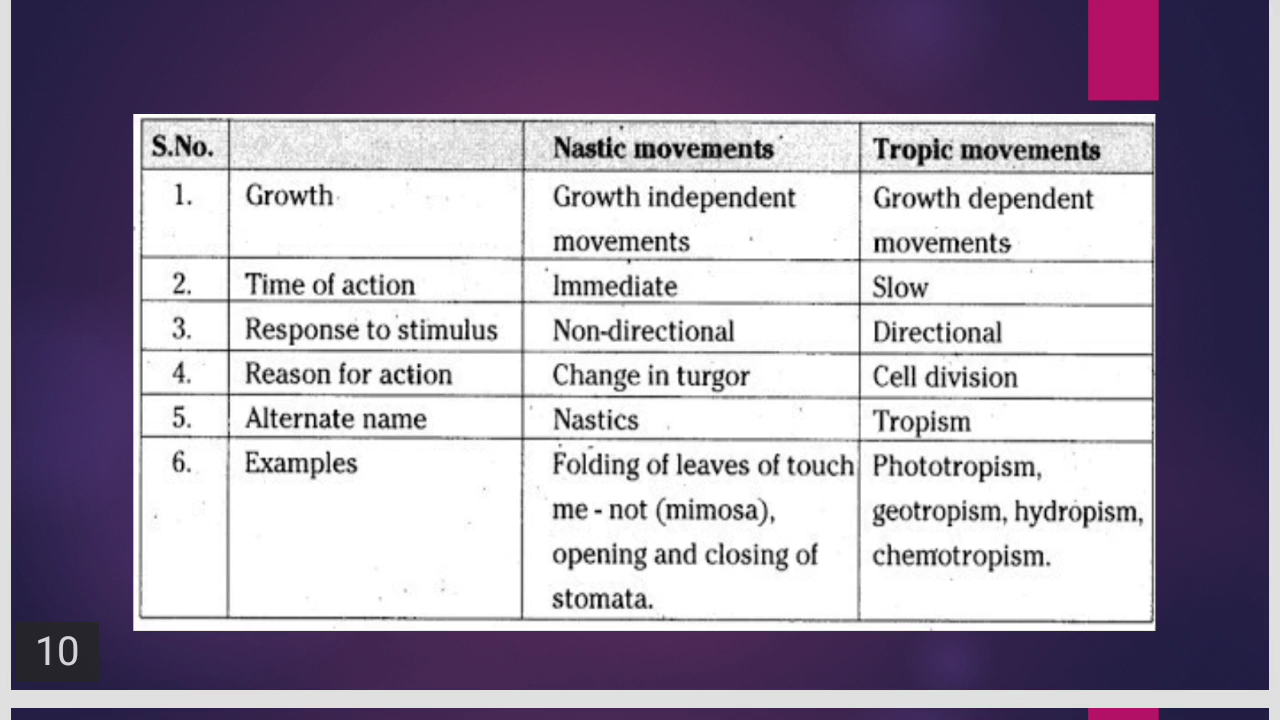 S.No. Nastic movements Tropic movements
1. Growth Growth independent Growth dependent
movements movements
2. Time of action Immediate Slow
3. Response to stimulus Non-directional Directional
4. Reason for action Change in turgor Cell division
5. Alternate name Nastics Tropism
6. Examples Folding of leaves of touch Phototropism,
me - not (mimosa), geotropism, hydropism,
opening and closing of chemotropism.
stomata.
10